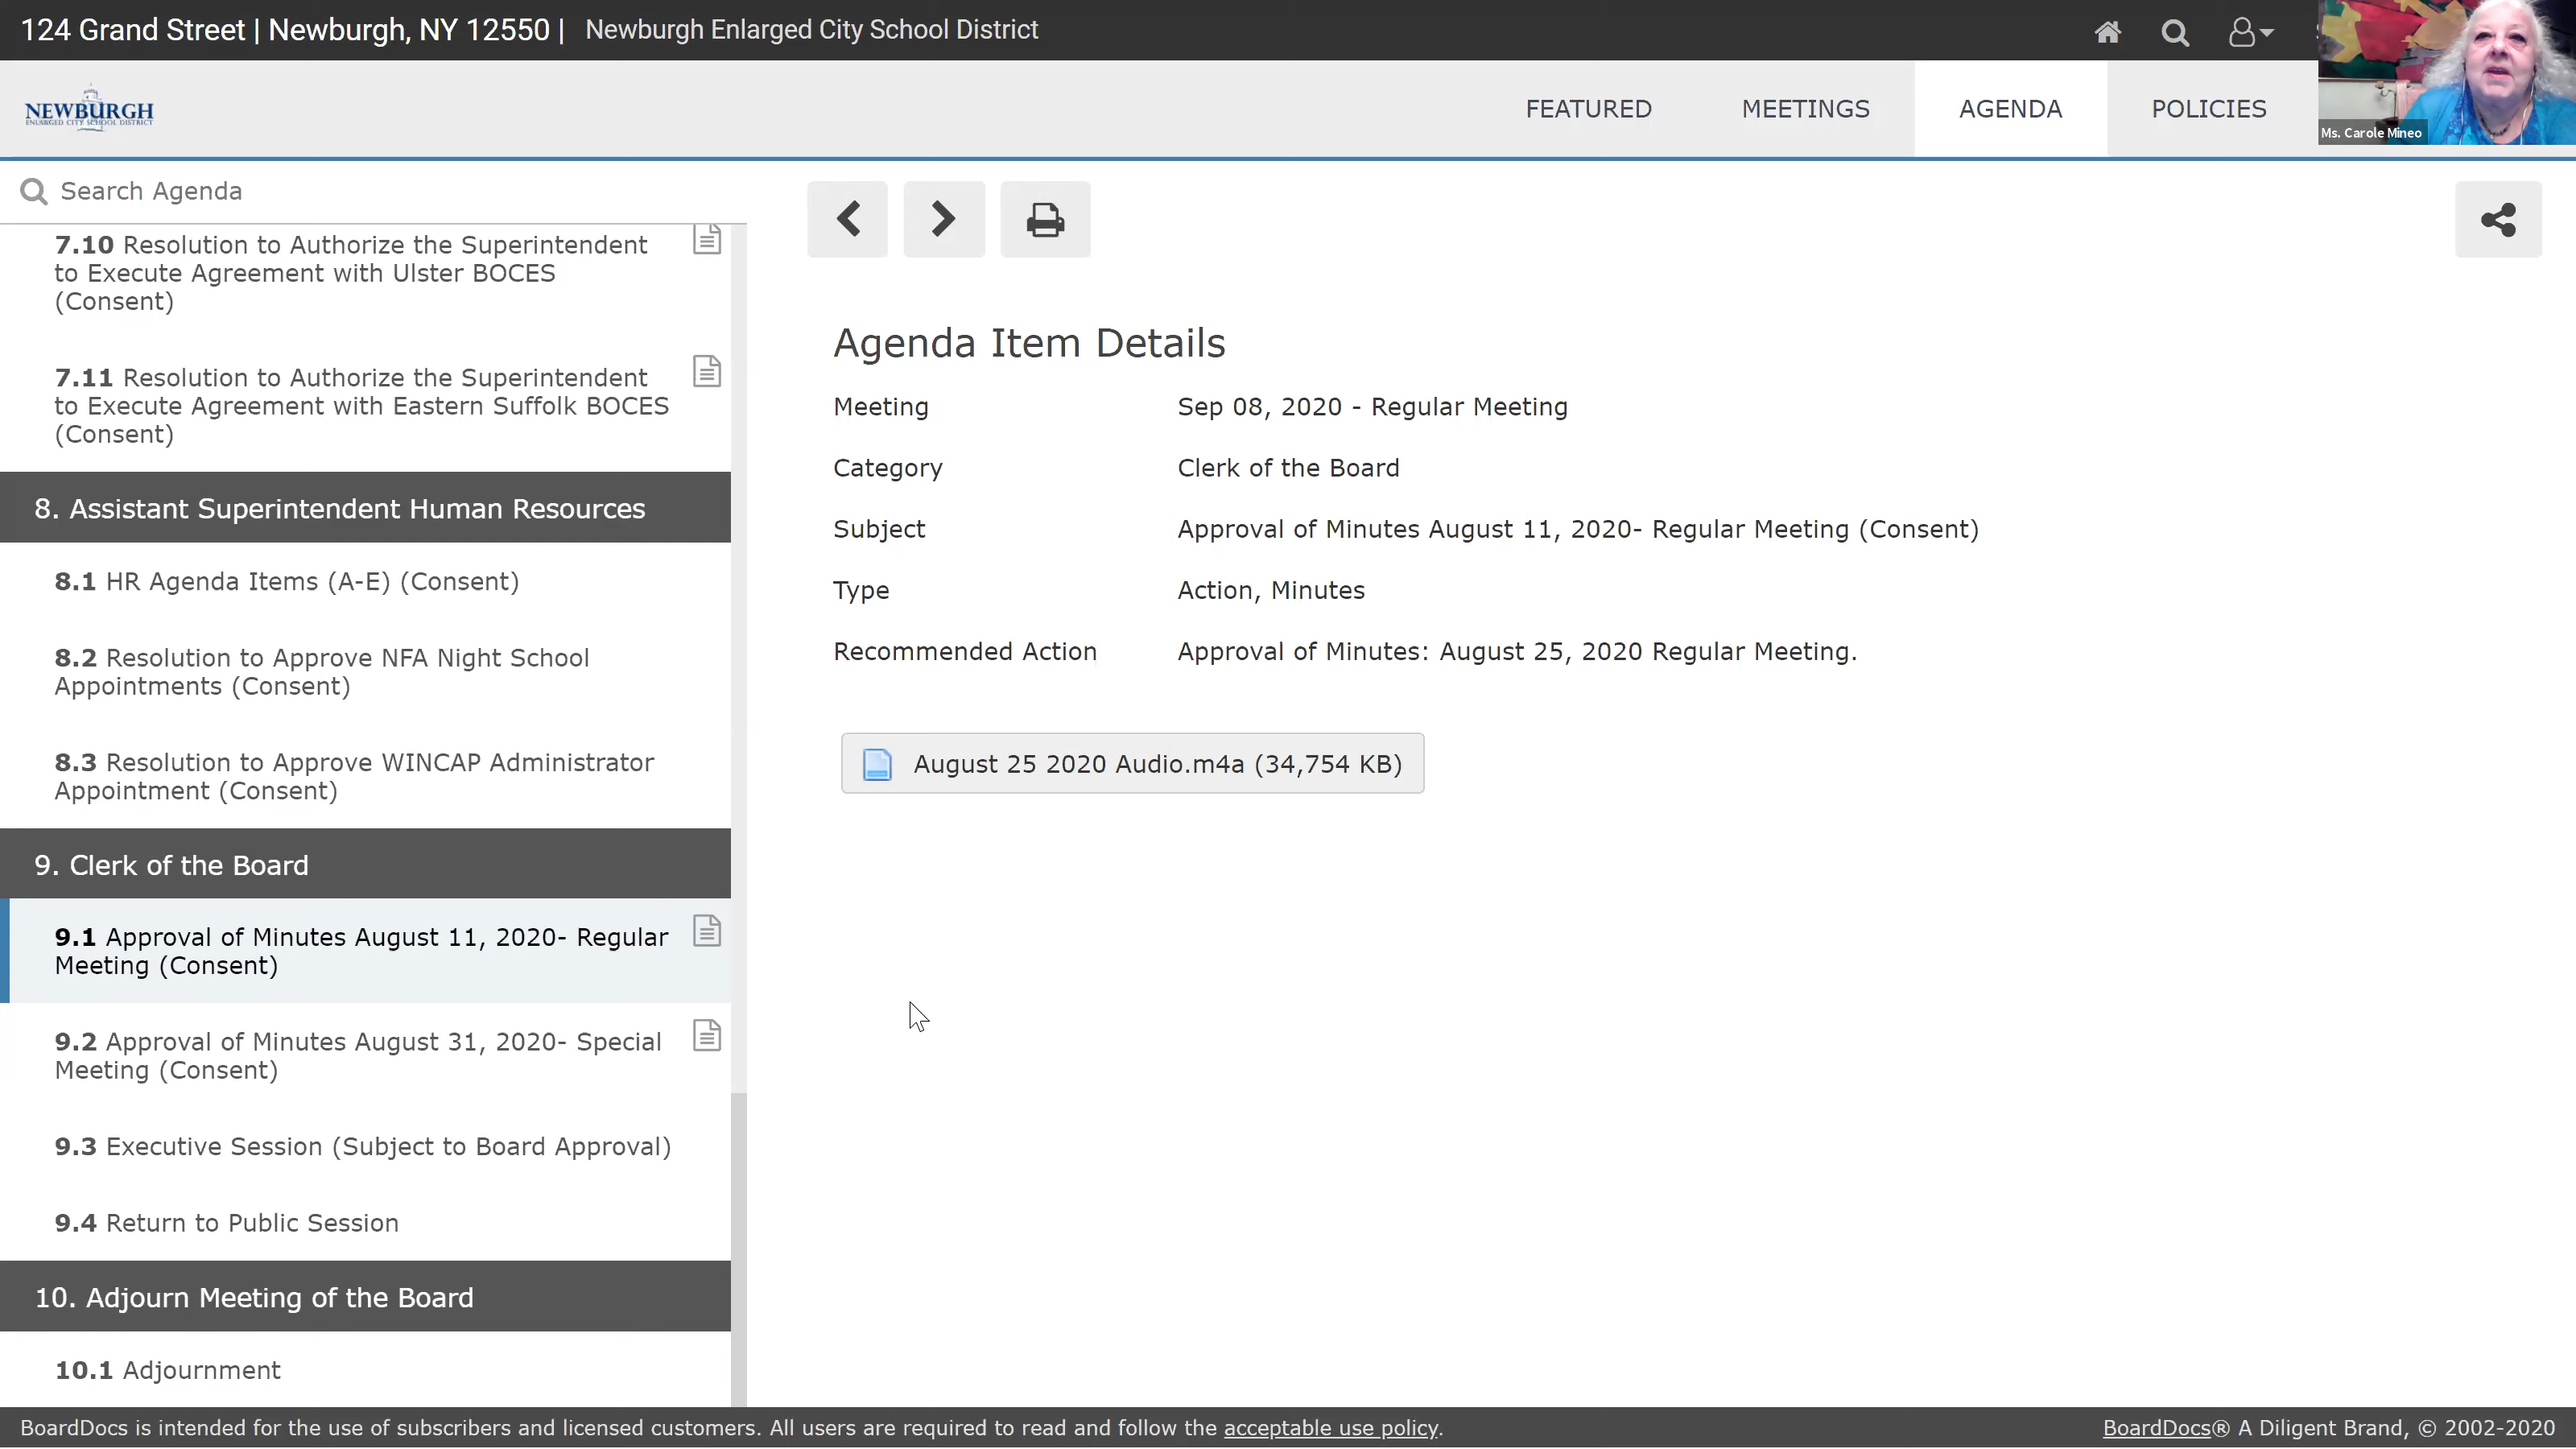 124 Grand Street | Newburgh, NY 12550 | Newburgh Enlarged City School District
NEWBURGH
ENLARGED CITY SCHOOL DISTRICT
FEATURED
MEETINGS
AGENDA
POLICIES
Ms. Carole Mineo
Search Agenda
7.10 Resolution to Authorize the Superintendent
to Execute Agreement with Ulster BOCES
(Consent)
7.11 Resolution to Authorize the Superintendent
to Execute Agreement with Eastern Suffolk BOCES
(Consent)
8. Assistant Superintendent Human Resources
8.1 HR Agenda Items (A-E) (Consent)
8.2 Resolution to Approve NFA Night School
Appointments (Consent)
8.3 Resolution to Approve WINCAP Administrator
Appointment (Consent)
9. Clerk of the Board
9.1 Approval of Minutes August 11, 2020- Regular
Meeting (Consent)
9.2 Approval of Minutes August 31, 2020- Special
Meeting (Consent)
9.3 Executive Session (Subject to Board Approval)
9.4 Return to Public Session
10. Adjourn Meeting of the Board
10.1 Adjournment
Agenda Item Details
Meeting Sep 08, 2020 - Regular Meeting
Category Clerk of the Board
Subject Approval of Minutes August 11, 2020- Regular Meeting (Consent)
Type Action, Minutes
Recommended Action Approval of Minutes: August 25, 2020 Regular Meeting.
August 25 2020 Audio.m4a (34,754 KB)
BoardDocs is intended for the use of subscribers and licensed customers. All users are required to read and follow the acceptable use policy.
BoardDocs® A Diligent Brand, © 2002-2020